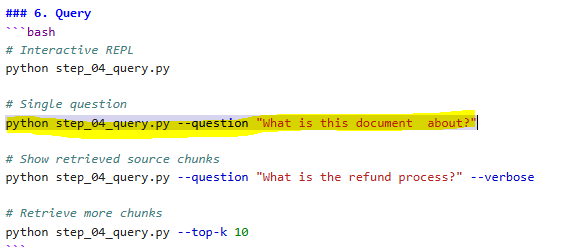 ### 6. Query
```bash
# Interactive REPL
python step_04_query.py
# Single question
python step_04_query.py --question "What is this document  about?"
# Show retrieved source chunks
python step_04_query.py --question "What is the refund process?" --verbose
# Retrieve more chunks
python step_04_query.py --top-k 10
```